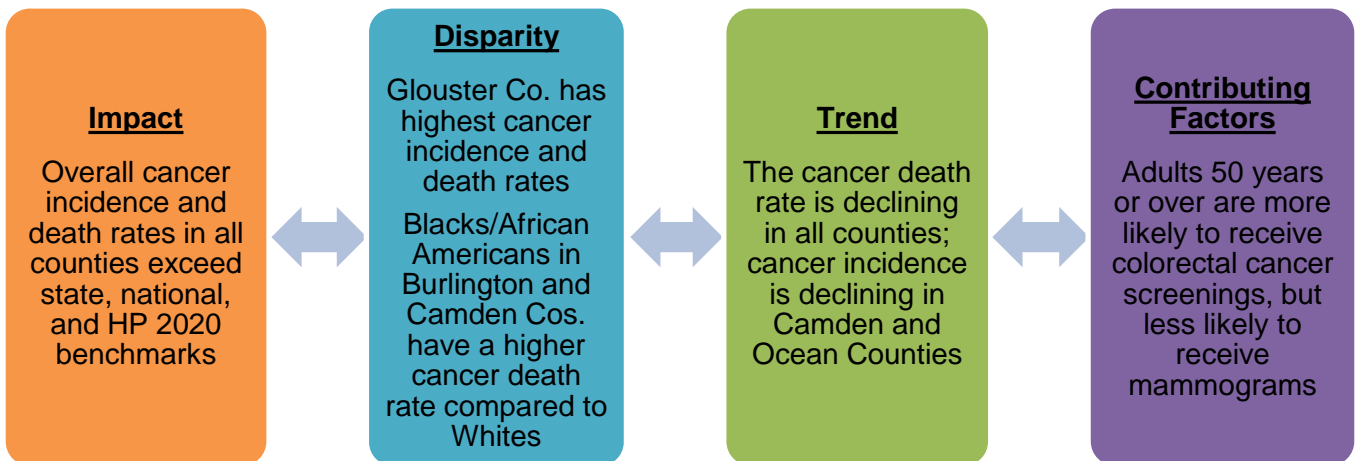 Impact
Overall cancer
incidence and
death rates in all
counties exceed
state, national,
and HP 2020
benchmarks
Disparity
Glouster Co. has
highest cancer
incidence and
death rates
Blacks/African
Americans in
Burlington and
Camden Cos.
have a higher
cancer death
rate compared to
Whites
Trend
The cancer death
rate is declining
in all counties;
cancer incidence
is declining in
Camden and
Ocean Counties
Contributing
Factors
Adults 50 years
or over are more
likely to receive
colorectal cancer
screenings, but
less likely to
receive
mammograms